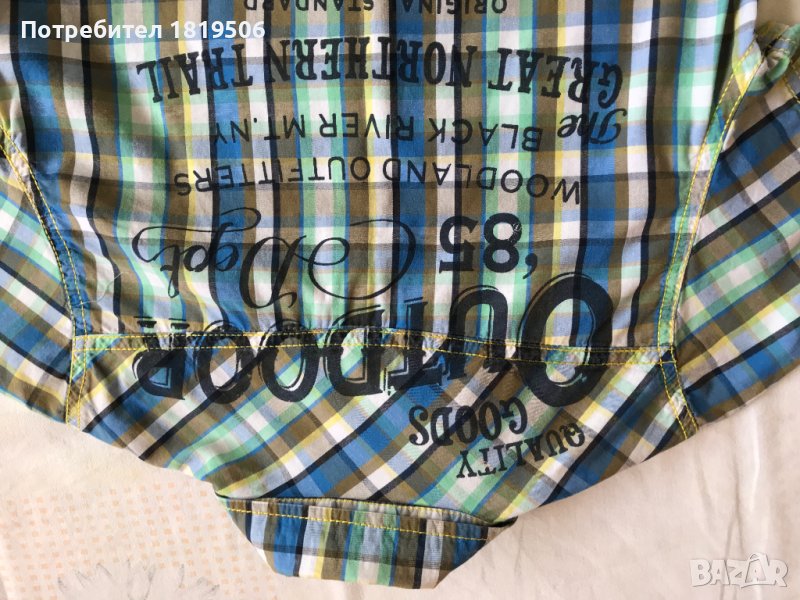 Потребител 1819506
QUALITY
GOODS
OUTDOOR
'85 Dept
WOODLAND OUTFITTERS
The BLACK RIVER MT.NY
GREAT NORTHERN TRAIL
ORIGINAL STANDARD
BAZAR